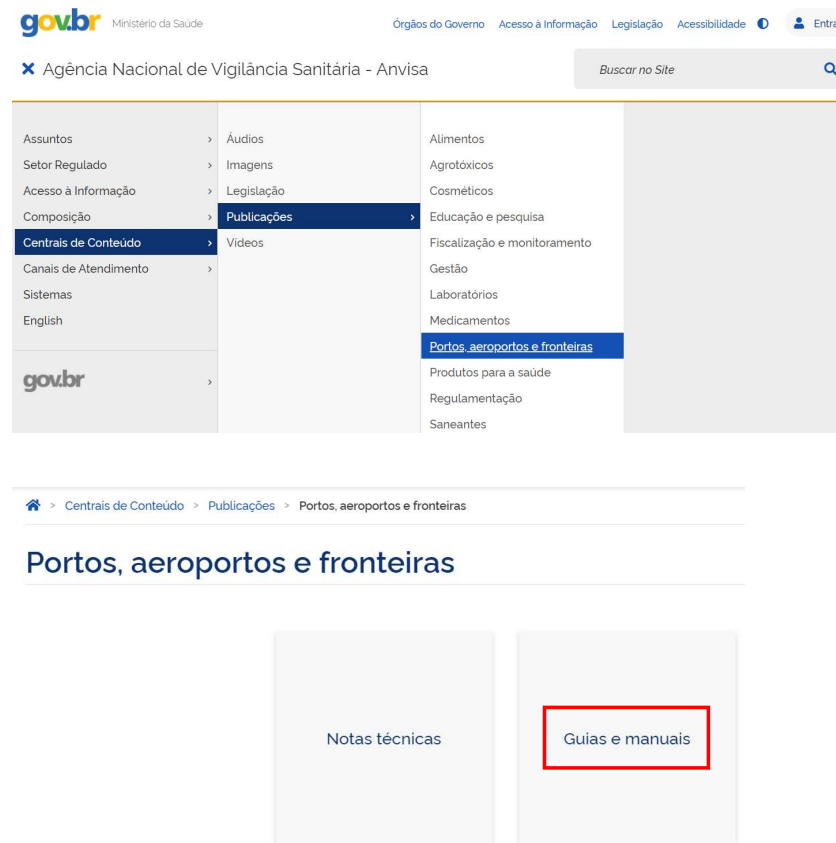 gov.br Ministério da Saúde Órgãos do Governo Acesso à Informação Legislação Acessibilidade Entra
Agência Nacional de Vigilância Sanitária - Anvisa Buscar no Site
Assuntos
Setor Regulado
Acesso à Informação
Composição
Centrais de Conteúdo
Canais de Atendimento
Sistemas
English
gov.br
Áudios
Imagens
Legislação
Publicações
Vídeos
Alimentos
Agrotóxicos
Cosméticos
Educação e pesquisa
Fiscalização e monitoramento
Gestão
Laboratórios
Medicamentos
Portos, aeroportos e fronteiras
Produtos para a saúde
Regulamentação
Saneantes
> Centrais de Conteúdo > Publicações > Portos, aeroportos e fronteiras
Portos, aeroportos e fronteiras
Notas técnicas
Guias e manuais